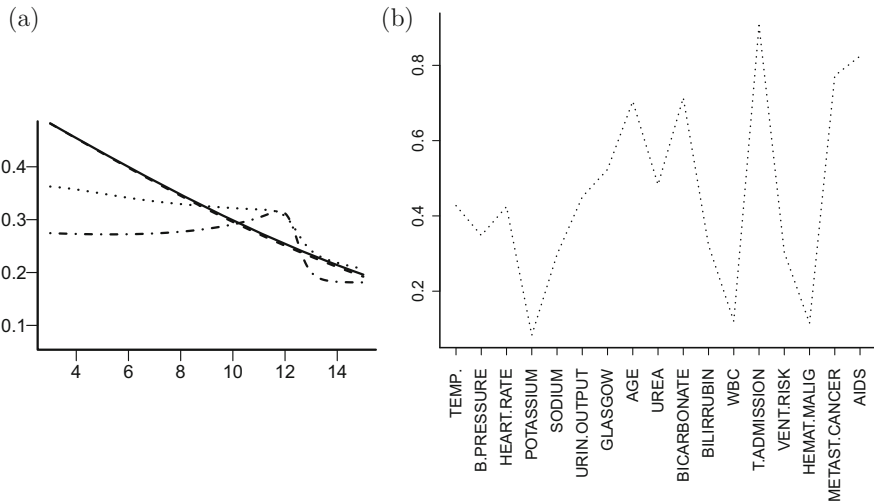 (a)
0.4
0.3
0.2
0.1
4 6 8 10 12 14
(b)
0.8
0.6
0.4
0.2
TEMP.
B.PRESSURE
HEART.RATE
POTASSIUM
SODIUM
URIN.OUTPUT
GLASGOW
AGE
UREA
BICARBONATE
BILIRRUBIN
WBC
T.ADMISSION
VENT.RISK
HEMAT.MALIG
METAST.CANCER
AIDS